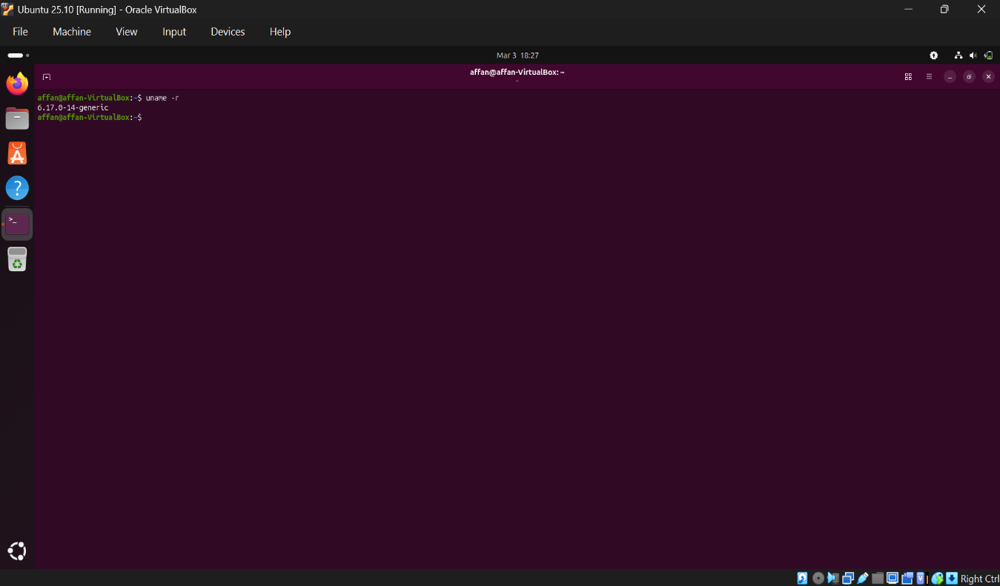 Ubuntu 25.10 [Running] - Oracle VirtualBox
File Machine View Input Devices Help
Mar 3 18:27
affan@affan-VirtualBox: ~
~
affan@affan-VirtualBox:~$ uname -r
6.17.0-14-generic
affan@affan-VirtualBox:~$
Right Ctrl